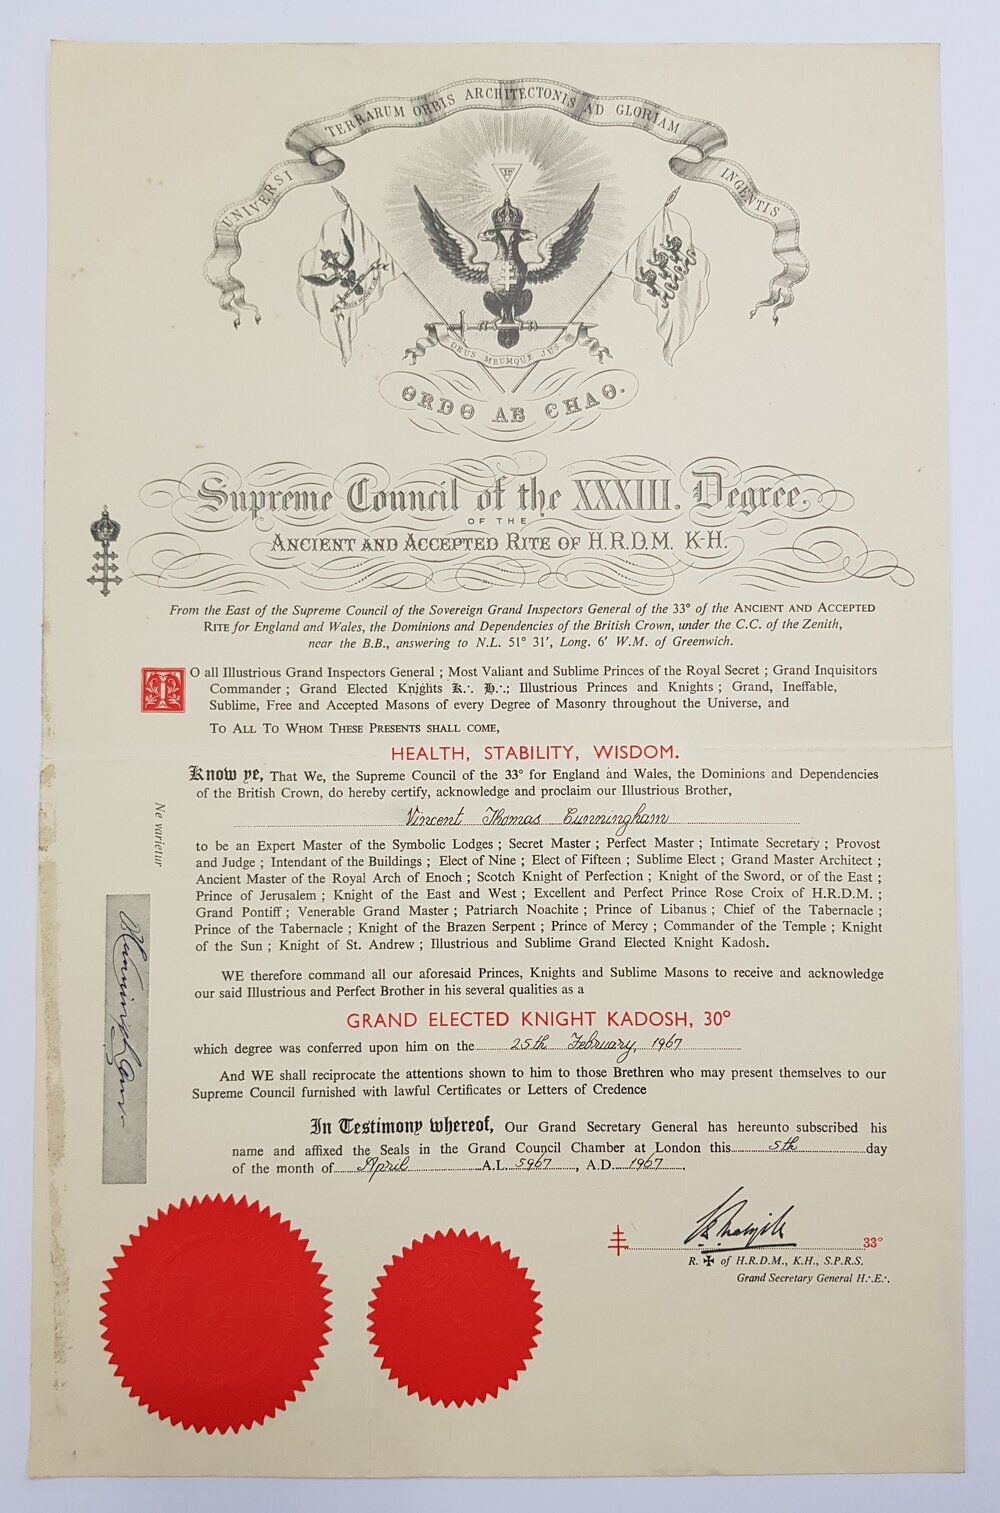 UNIVERSI TERRARUM ORBIS ARCHITECTONIS AD GLORIAM INGENTIS
DEUS MEUMQUE JUS
ORDO AB CHAO.
Supreme Council of the XXXIII. Degree
OF THE
ANCIENT AND ACCEPTED RITE OF H.R.D.M. K-H.
From the East of the Supreme Council of the Sovereign Grand Inspectors General of the 33° of the ANCIENT AND ACCEPTED
RITE for England and Wales, the Dominions and Dependencies of the British Crown, under the C.C. of the Zenith,
near the B.B., answering to N.L. 51° 31′, Long. 6′ W.M. of Greenwich.
TO all Illustrious Grand Inspectors General ; Most Valiant and Sublime Princes of the Royal Secret ; Grand Inquisitors
Commander ; Grand Elected Knights K.∴ H.∴; Illustrious Princes and Knights ; Grand, Ineffable,
Sublime, Free and Accepted Masons of every Degree of Masonry throughout the Universe, and
TO ALL TO WHOM THESE PRESENTS SHALL COME,
HEALTH, STABILITY, WISDOM.
Know ye, That We, the Supreme Council of the 33° for England and Wales, the Dominions and Dependencies
of the British Crown, do hereby certify, acknowledge and proclaim our Illustrious Brother,
Vincent Thomas Cunningham
to be an Expert Master of the Symbolic Lodges ; Secret Master ; Perfect Master ; Intimate Secretary ; Provost
and Judge ; Intendant of the Buildings ; Elect of Nine ; Elect of Fifteen ; Sublime Elect ; Grand Master Architect ;
Ancient Master of the Royal Arch of Enoch ; Scotch Knight of Perfection ; Knight of the Sword, or of the East ;
Prince of Jerusalem ; Knight of the East and West ; Excellent and Perfect Prince Rose Croix of H.R.D.M. ;
Grand Pontiff ; Venerable Grand Master ; Patriarch Noachite ; Prince of Libanus ; Chief of the Tabernacle ;
Prince of the Tabernacle ; Knight of the Brazen Serpent ; Prince of Mercy ; Commander of the Temple ; Knight
of the Sun ; Knight of St. Andrew ; Illustrious and Sublime Grand Elected Knight Kadosh.
Ne varietur
WE therefore command all our aforesaid Princes, Knights and Sublime Masons to receive and acknowledge
our said Illustrious and Perfect Brother in his several qualities as a
GRAND ELECTED KNIGHT KADOSH, 30°
which degree was conferred upon him on the 25th February, 1967
And WE shall reciprocate the attentions shown to him to those Brethren who may present themselves to our
Supreme Council furnished with lawful Certificates or Letters of Credence
In Testimony whereof, Our Grand Secretary General has hereunto subscribed his
name and affixed the Seals in the Grand Council Chamber at London this 5th day
of the month of April A.L. 5967, A.D. 1967.
33°
R. ✠ of H.R.D.M., K.H., S.P.R.S.
Grand Secretary General H∴E∴